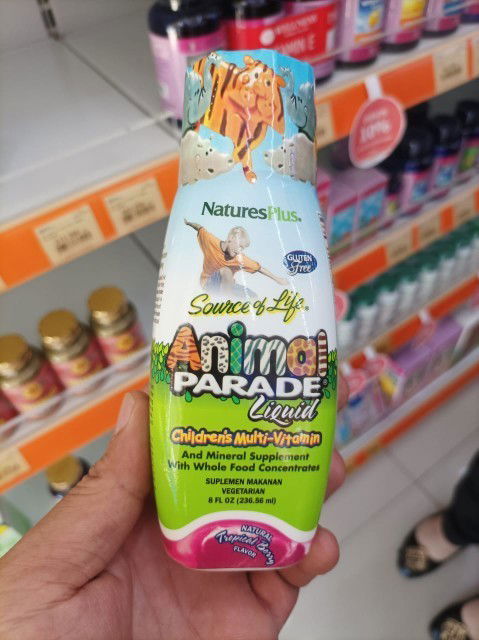 NaturesPlus®
GLUTEN
Free
Source of Life®
Animal
PARADE®
Liquid
Children's Multi-Vitamin
And Mineral Supplement
With Whole Food Concentrates
SUPLEMEN MAKANAN
VEGETARIAN
8 FL OZ (236.56 ml)
NATURAL
Tropical Berry
FLAVOR
VITAMIN E